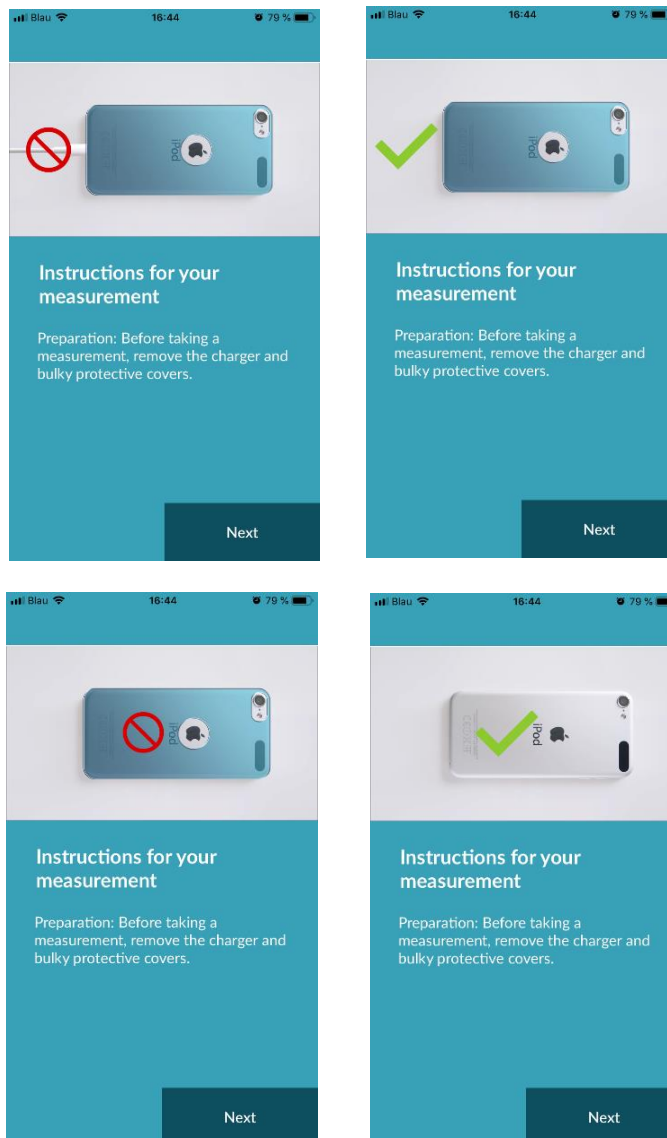 Blau 16:44 79 %
iPod
Instructions for your
measurement
Preparation: Before taking a
measurement, remove the charger and
bulky protective covers.
Next
Blau 16:44 79 %
iPod
Instructions for your
measurement
Preparation: Before taking a
measurement, remove the charger and
bulky protective covers.
Next
Blau 16:44 79 %
iPod
Instructions for your
measurement
Preparation: Before taking a
measurement, remove the charger and
bulky protective covers.
Next
Blau 16:44 79 %
iPod
Instructions for your
measurement
Preparation: Before taking a
measurement, remove the charger and
bulky protective covers.
Next